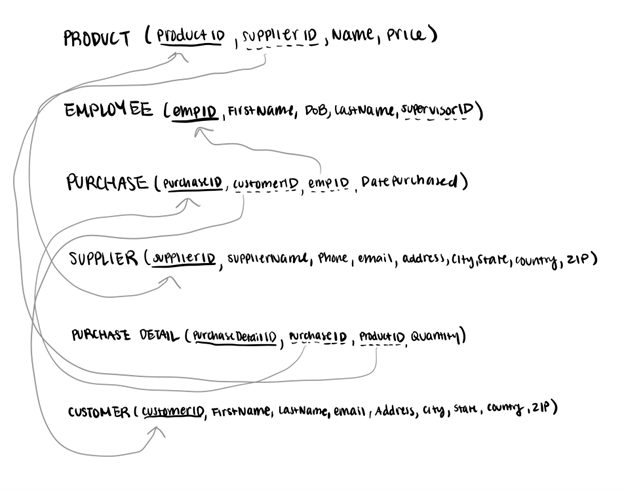 PRODUCT ( ProductID , supplierID , Name, Price )
EMPLOYEE ( empID , FirstName, DoB, LastName, supervisorID )
PURCHASE ( PurchaseID , customerID , empID , DatePurchased )
SUPPLIER ( supplierID , supplierName, Phone, email, address, City, State, country, ZIP )
PURCHASE DETAIL ( PurchaseDetailID , PurchaseID , ProductID , Quantity )
CUSTOMER ( customerID , FirstName, LastName, email, Address, City, State, Country, ZIP )